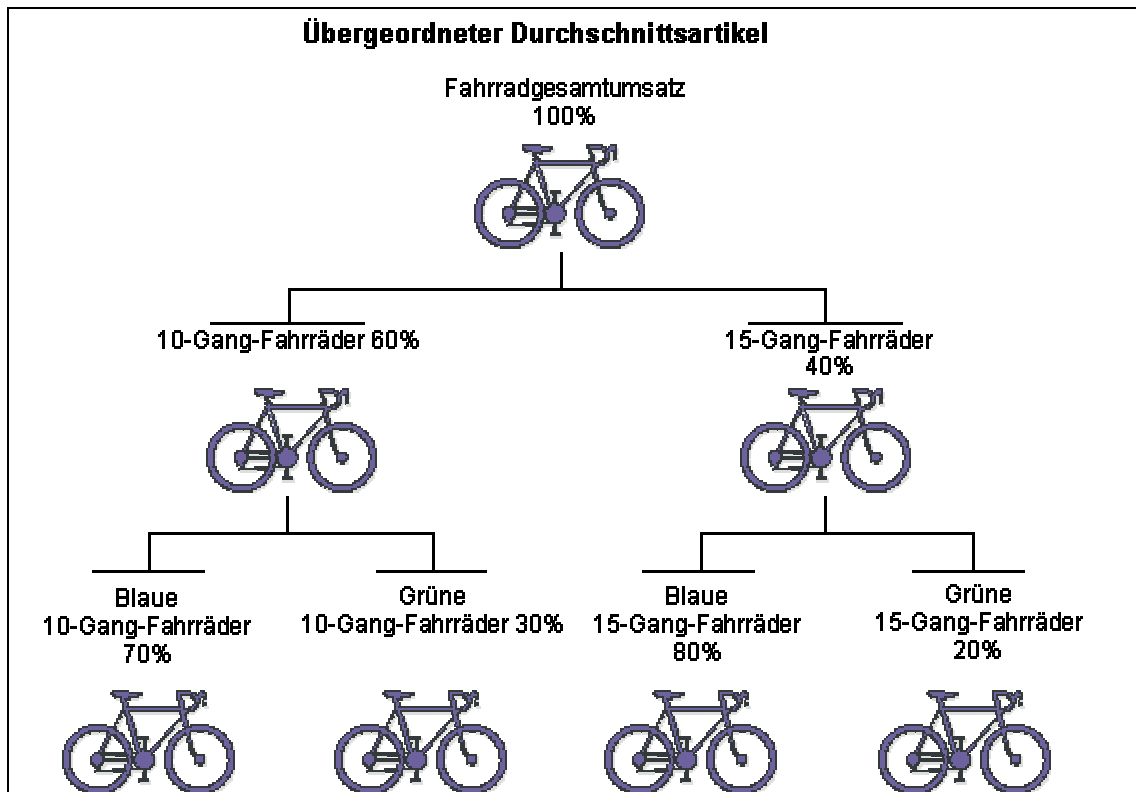 Übergeordneter Durchschnittsartikel
Fahrradgesamtumsatz
100%
10-Gang-Fahrräder 60%
15-Gang-Fahrräder
40%
Blaue
10-Gang-Fahrräder
70%
Grüne
10-Gang-Fahrräder 30%
Blaue
15-Gang-Fahrräder
80%
Grüne
15-Gang-Fahrräder
20%